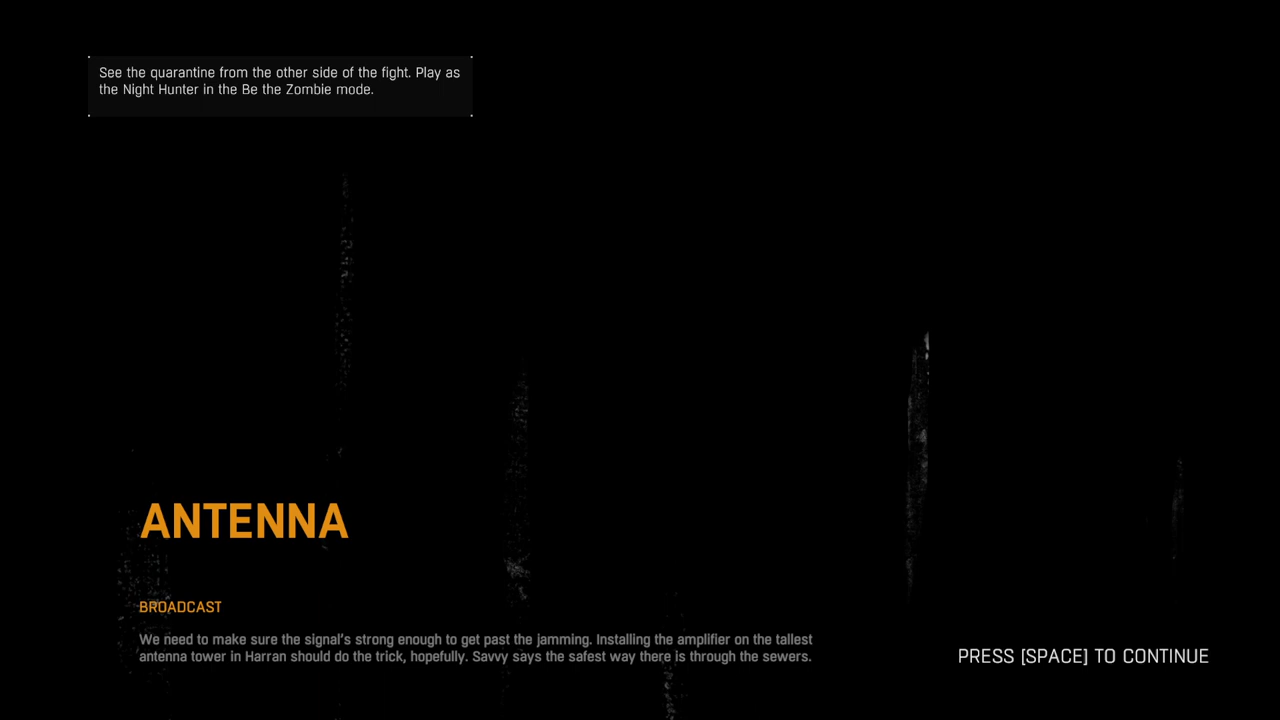 See the quarantine from the other side of the fight. Play as
the Night Hunter in the Be the Zombie mode.
ANTENNA
BROADCAST
We need to make sure the signal's strong enough to get past the jamming. Installing the amplifier on the tallest
antenna tower in Harran should do the trick, hopefully. Savvy says the safest way there is through the sewers.
PRESS [SPACE] TO CONTINUE